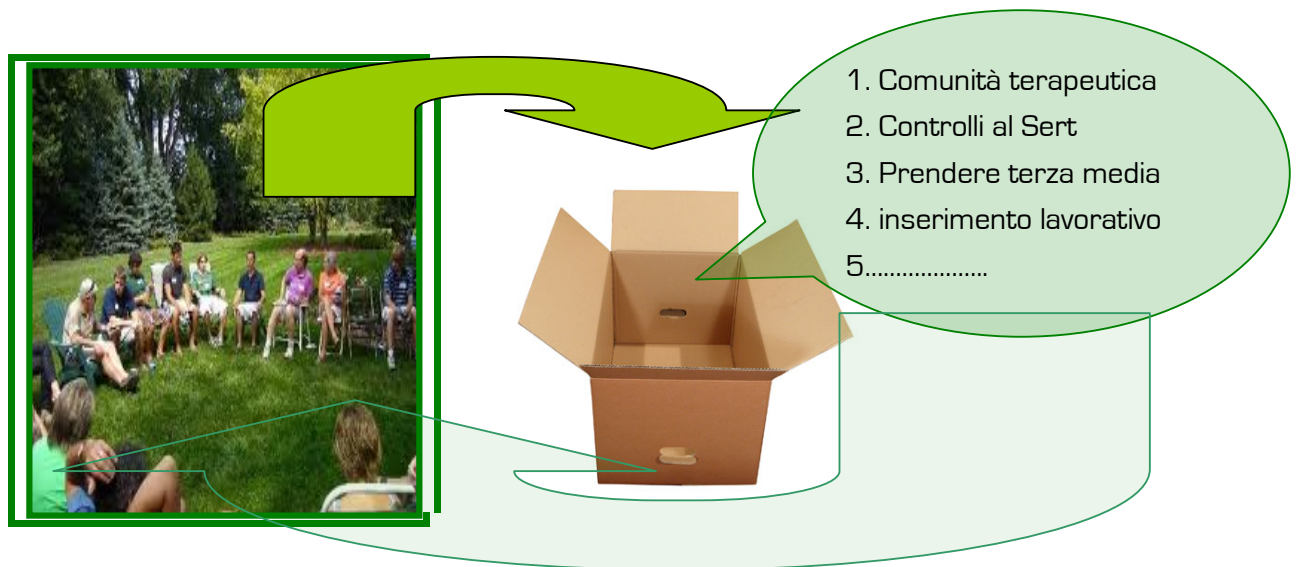 1. Comunità terapeutica
2. Controlli al Sert
3. Prendere terza media
4. inserimento lavorativo
5....................